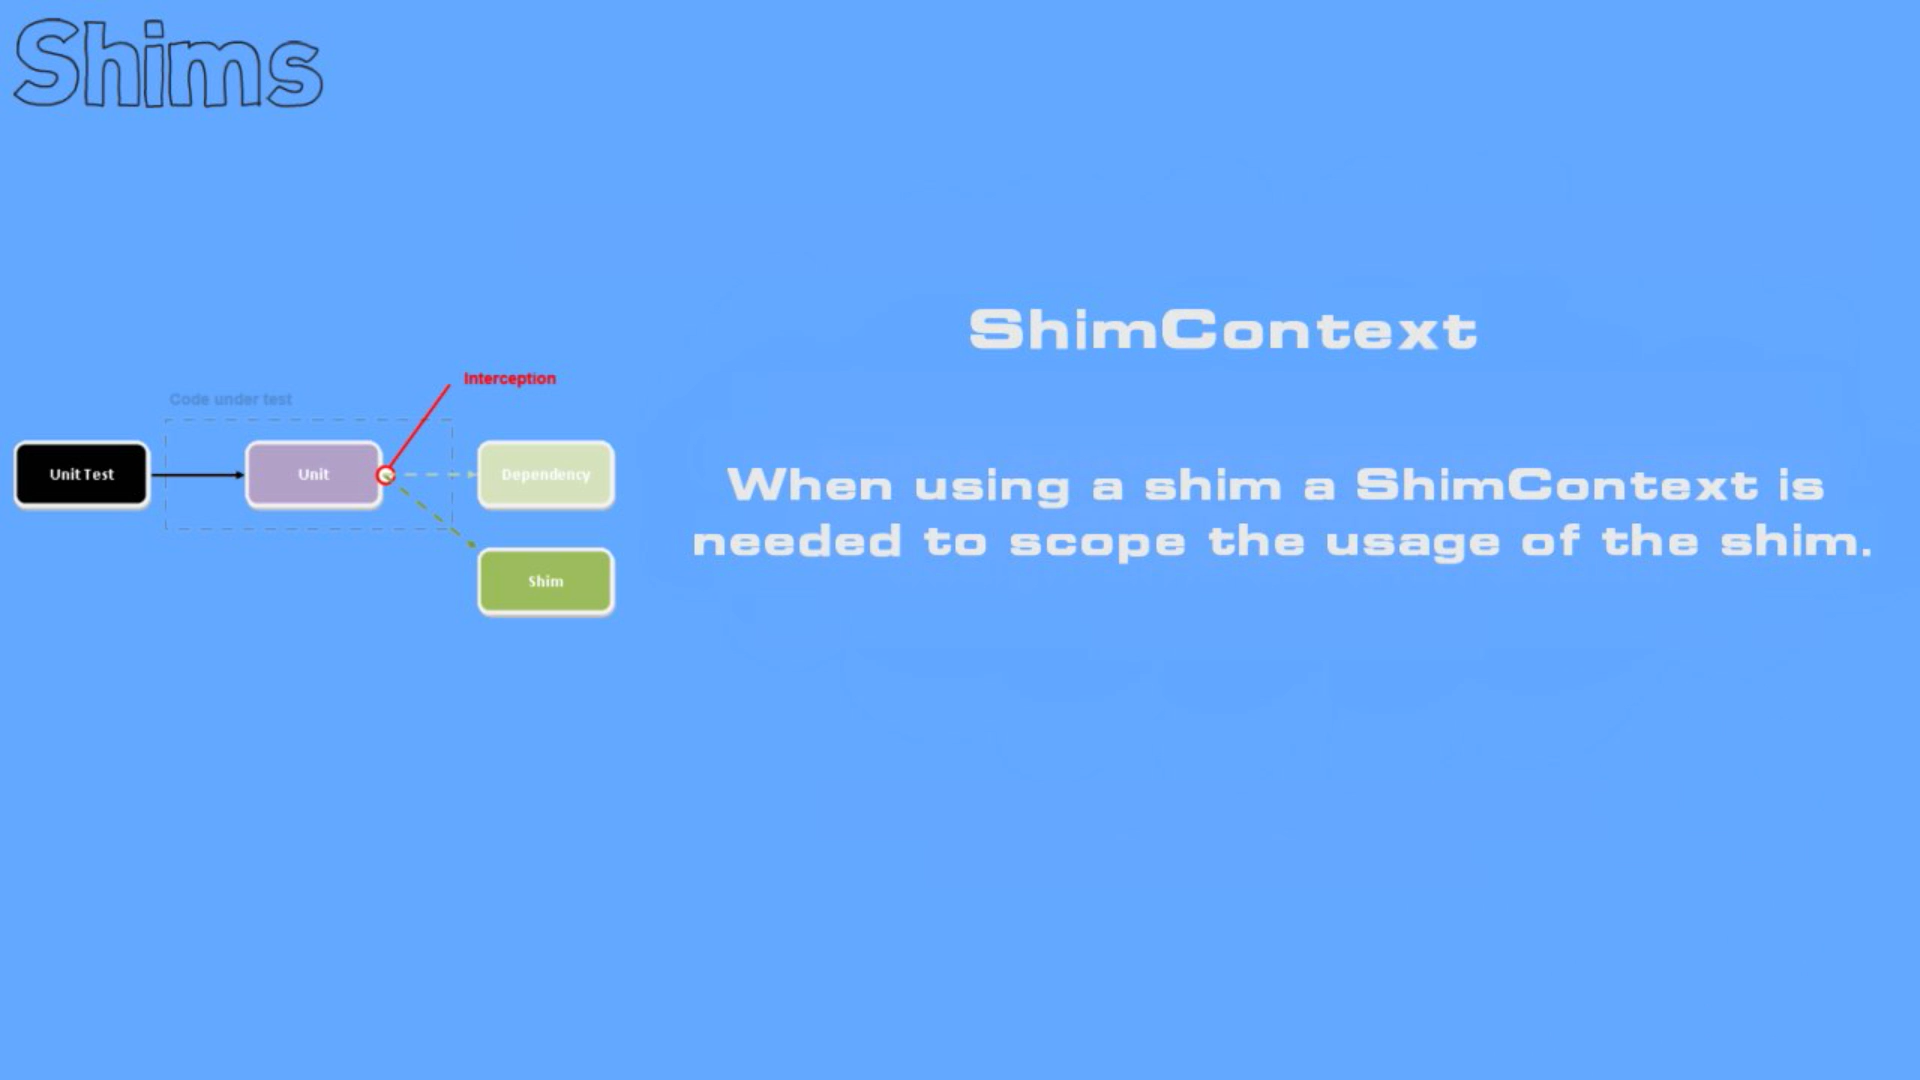 Shims
ShimContext
Interception
Code under test
Unit Test
Unit
Dependency
Shim
When using a shim a ShimContext is
needed to scope the usage of the shim.